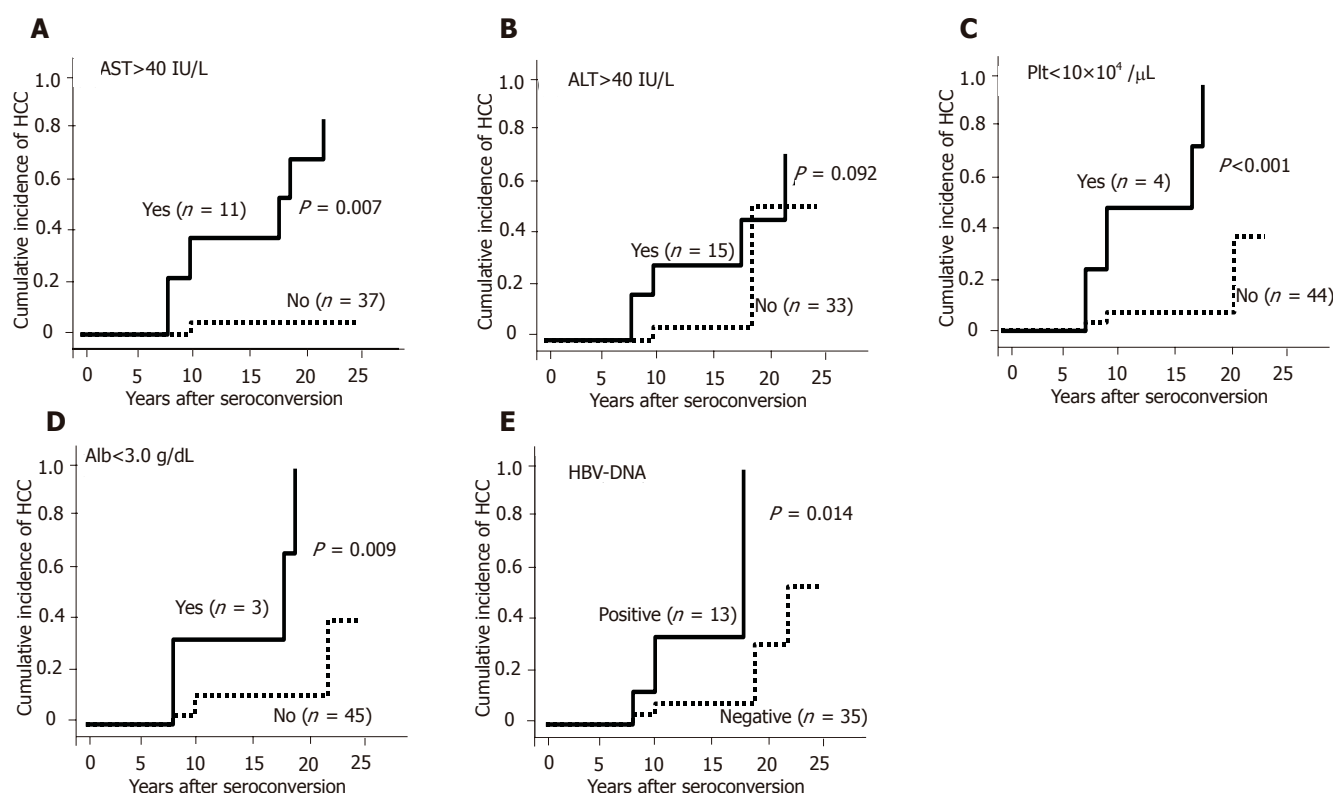 A
AST>40 IU/L
Cumulative incidence of HCC
1.0
0.8
0.6
0.4
0.2
0
Yes (n = 11)
P = 0.007
No (n = 37)
0 5 10 15 20 25
Years after seroconversion
B
ALT>40 IU/L
Cumulative incidence of HCC
1.0
0.8
0.6
0.4
0.2
0
P = 0.092
Yes (n = 15)
No (n = 33)
0 5 10 15 20 25
Years after seroconversion
C
Plt<10×10⁴ /μL
Cumulative incidence of HCC
1.0
0.8
0.6
0.4
0.2
0
P<0.001
Yes (n = 4)
No (n = 44)
0 5 10 15 20 25
Years after seroconversion
D
Alb<3.0 g/dL
Cumulative incidence of HCC
1.0
0.8
0.6
0.4
0.2
0
P = 0.009
Yes (n = 3)
No (n = 45)
0 5 10 15 20 25
Years after seroconversion
E
HBV-DNA
Cumulative incidence of HCC
1.0
0.8
0.6
0.4
0.2
0
P = 0.014
Positive (n = 13)
Negative (n = 35)
0 5 10 15 20 25
Years after seroconversion